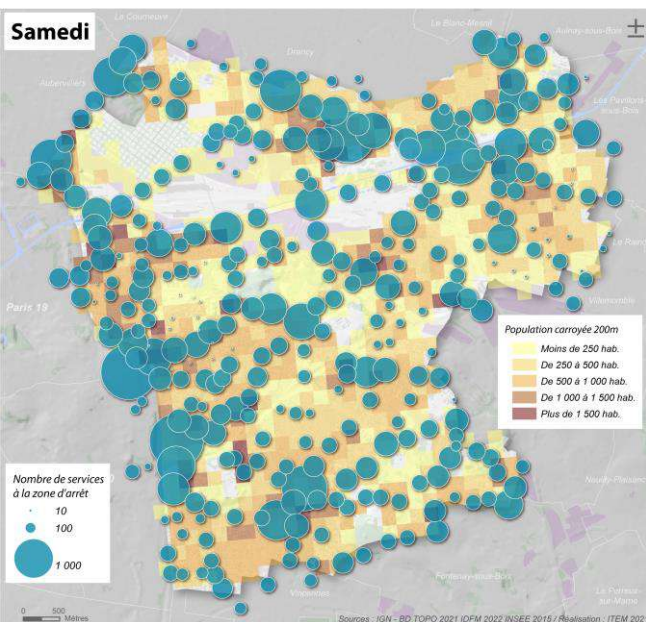 Samedi
La Courneuve
Le Blanc-Mesnil
Aulnay-sous-Bois
Drancy
Aubervilliers
Les Pavillons-
sous-Bois
Le Raincy
Villemomble
Paris 19
Population carroyée 200m
Moins de 250 hab.
De 250 à 500 hab.
De 500 à 1 000 hab.
De 1 000 à 1 500 hab.
Plus de 1 500 hab.
Nombre de services
à la zone d'arrêt
10
100
1 000
Neuilly-Plaisance
Fontenay-sous-Bois
Vincennes
Le Perreux-
sur-Marne
0 500
Mètres
Sources : IGN - BD TOPO 2021 IDFM 2022 INSEE 2015 / Réalisation : ITEM 202